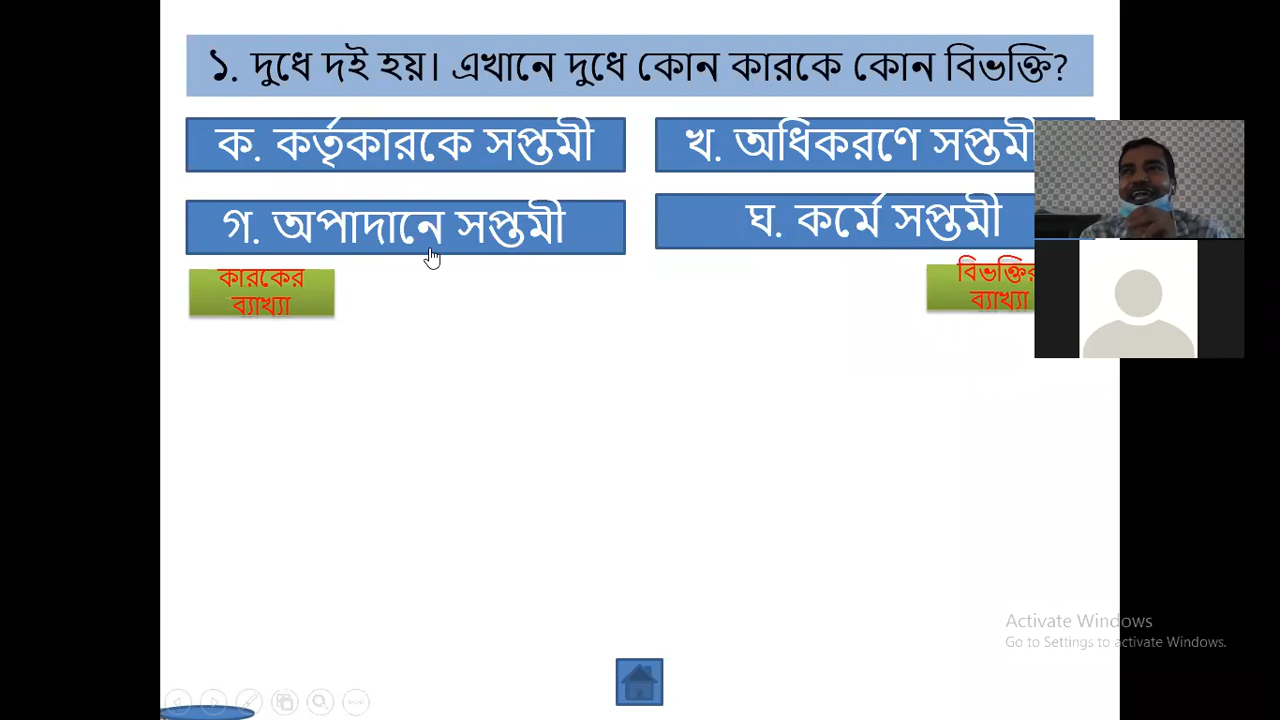 ১. দুধে দই হয়। এখানে দুধে কোন কারকে কোন বিভক্তি?
ক. কর্তৃকারকে সপ্তমী
খ. অধিকরণে সপ্তমী
গ. অপাদানে সপ্তমী
ঘ. কর্মে সপ্তমী
কারকের
ব্যাখ্যা
বিভক্তির
ব্যাখ্যা
Activate Windows
Go to Settings to activate Windows.